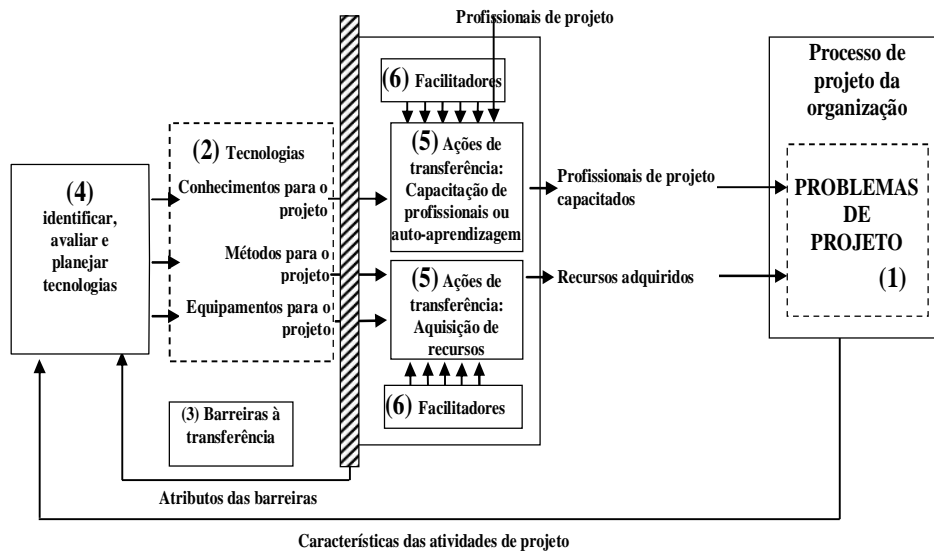 Profissionais de projeto
(6) Facilitadores
(2) Tecnologias
Conhecimentos para o
projeto
Métodos para o
projeto
Equipamentos para o
projeto
(4)
identificar,
avaliar e
planejar
tecnologias
(5) Ações de
transferência:
Capacitação de
profissionais ou
auto-aprendizagem
(5) Ações de
transferência:
Aquisição de
recursos
(6) Facilitadores
Profissionais de projeto
capacitados
Recursos adquiridos
Processo de
projeto da
organização
PROBLEMAS
DE
PROJETO
(1)
(3) Barreiras à
transferência
Atributos das barreiras
Características das atividades de projeto